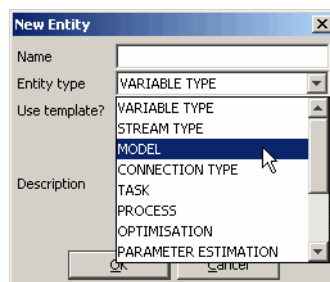 New Entity
Name
Entity type VARIABLE TYPE
Use template? VARIABLE TYPE
STREAM TYPE
MODEL
CONNECTION TYPE
Description TASK
PROCESS
OPTIMISATION
PARAMETER ESTIMATION
Ok Cancel